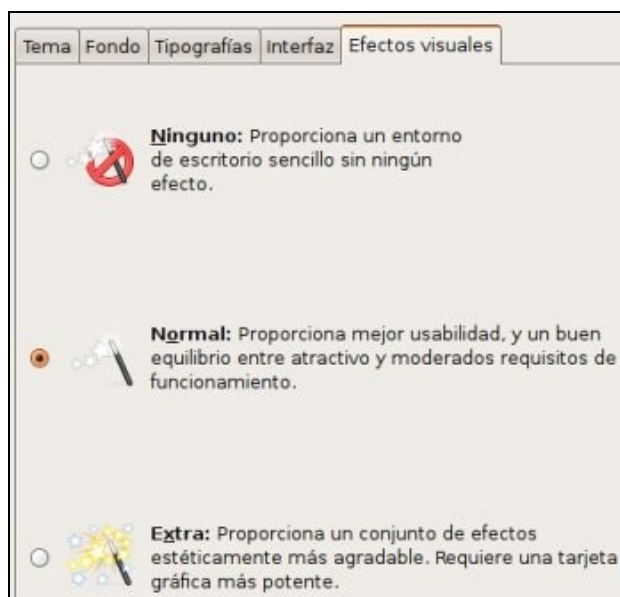 Tema Fondo Tipografías Interfaz Efectos visuales
Ninguno: Proporciona un entorno
de escritorio sencillo sin ningún
efecto.
Normal: Proporciona mejor usabilidad, y un buen
equilibrio entre atractivo y moderados requisitos de
funcionamiento.
Extra: Proporciona un conjunto de efectos
estéticamente más agradable. Requiere una tarjeta
gráfica más potente.